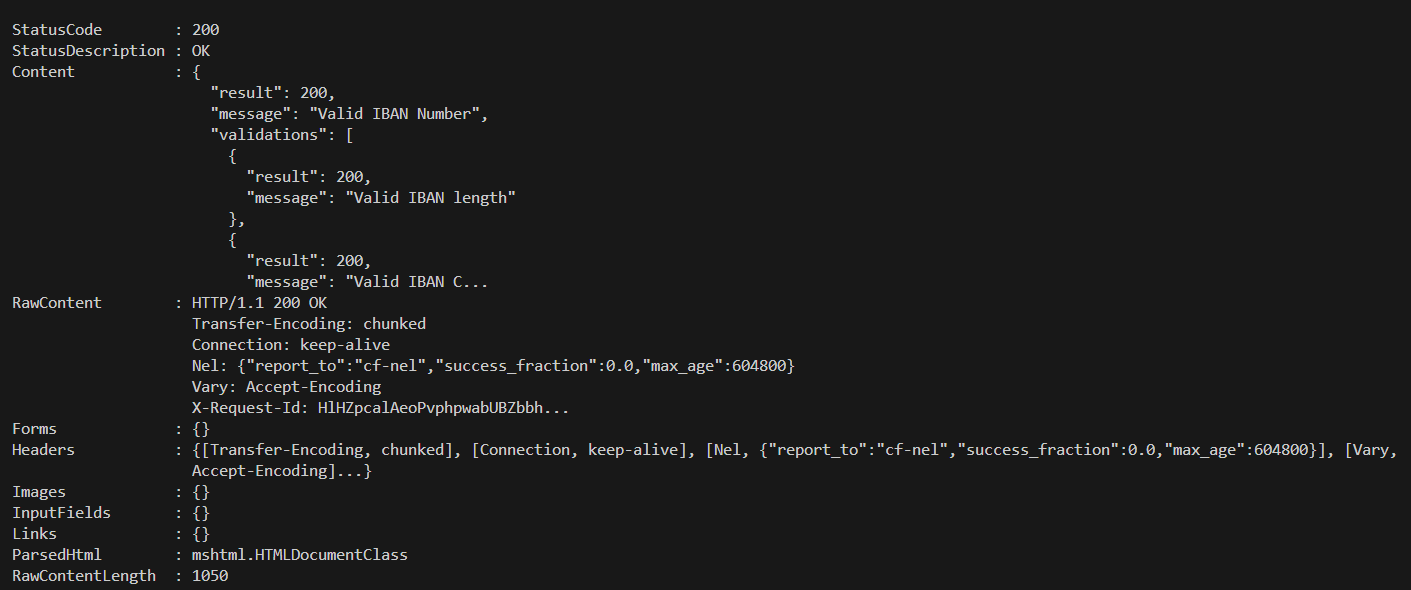 StatusCode        : 200
StatusDescription : OK
Content           : {
                      "result": 200,
                      "message": "Valid IBAN Number",
                      "validations": [
                        {
                          "result": 200,
                          "message": "Valid IBAN length"
                        },
                        {
                          "result": 200,
                          "message": "Valid IBAN C...
RawContent        : HTTP/1.1 200 OK
                    Transfer-Encoding: chunked
                    Connection: keep-alive
                    Nel: {"report_to":"cf-nel","success_fraction":0.0,"max_age":604800}
                    Vary: Accept-Encoding
                    X-Request-Id: HlHZpcalAeoPvphpwabUBZbbh...
Forms             : {}
Headers           : {[Transfer-Encoding, chunked], [Connection, keep-alive], [Nel, {"report_to":"cf-nel","success_fraction":0.0,"max_age":604800}], [Vary,
                    Accept-Encoding]...}
Images            : {}
InputFields       : {}
Links             : {}
ParsedHtml        : mshtml.HTMLDocumentClass
RawContentLength  : 1050